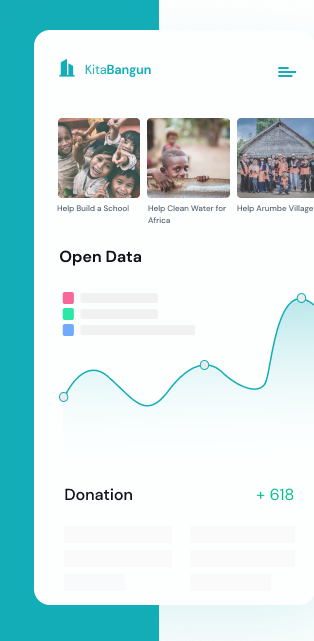 KitaBangun
Help Build a School
Help Clean Water for
Africa
Help Arumbe Village
Open Data
Donation
+ 618